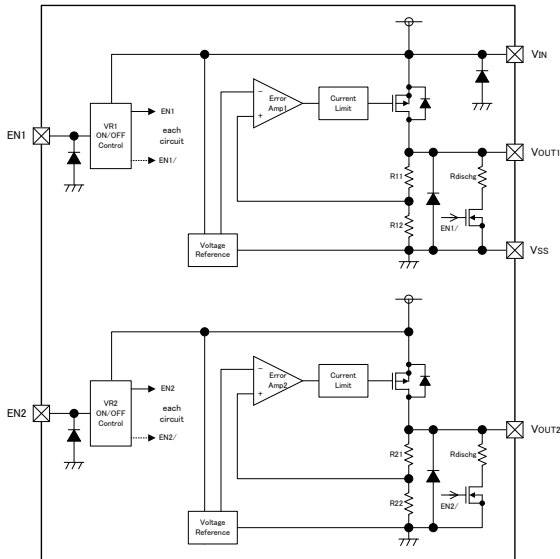 VIN
EN1
VR1
ON/OFF
Control
EN1
each
circuit
EN1/
−
+
Error
Amp1
Current
Limit
VOUT1
R11
R12
Rdischg
EN1/
Voltage
Reference
VSS
EN2
VR2
ON/OFF
Control
EN2
each
circuit
EN2/
−
+
Error
Amp2
Current
Limit
VOUT2
R21
R22
Rdischg
EN2/
Voltage
Reference